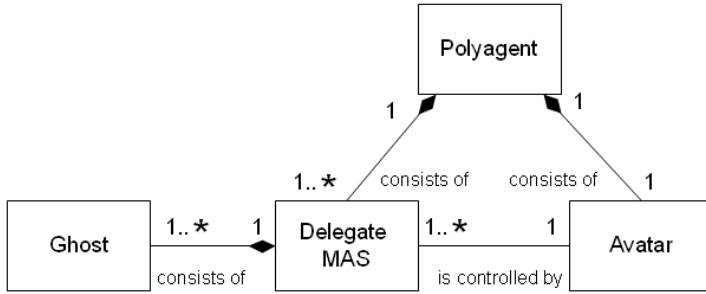 Polyagent
1
1
1..*
consists of
consists of
1
Ghost
1..*
1
Delegate
MAS
1..*
1
Avatar
consists of
is controlled by